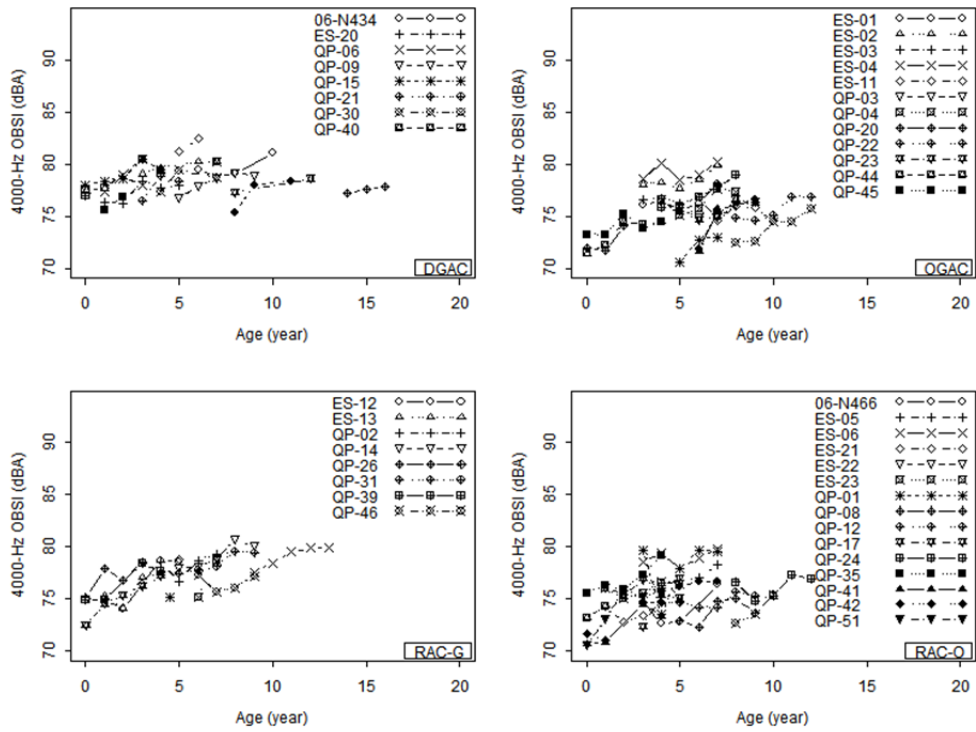 06-N434
ES-20
QP-06
QP-09
QP-15
QP-21
QP-30
QP-40
4000-Hz OBSI (dBA)
70 75 80 85 90
0 5 10 15 20
Age (year)
DGAC
ES-01
ES-02
ES-03
ES-04
ES-11
QP-03
QP-04
QP-20
QP-22
QP-23
QP-44
QP-45
4000-Hz OBSI (dBA)
70 75 80 85 90
0 5 10 15 20
Age (year)
OGAC
ES-12
ES-13
QP-02
QP-14
QP-26
QP-31
QP-39
QP-46
4000-Hz OBSI (dBA)
70 75 80 85 90
0 5 10 15 20
Age (year)
RAC-G
06-N466
ES-05
ES-06
ES-21
ES-22
ES-23
QP-01
QP-08
QP-12
QP-17
QP-24
QP-35
QP-41
QP-42
QP-51
4000-Hz OBSI (dBA)
70 75 80 85 90
0 5 10 15 20
Age (year)
RAC-O